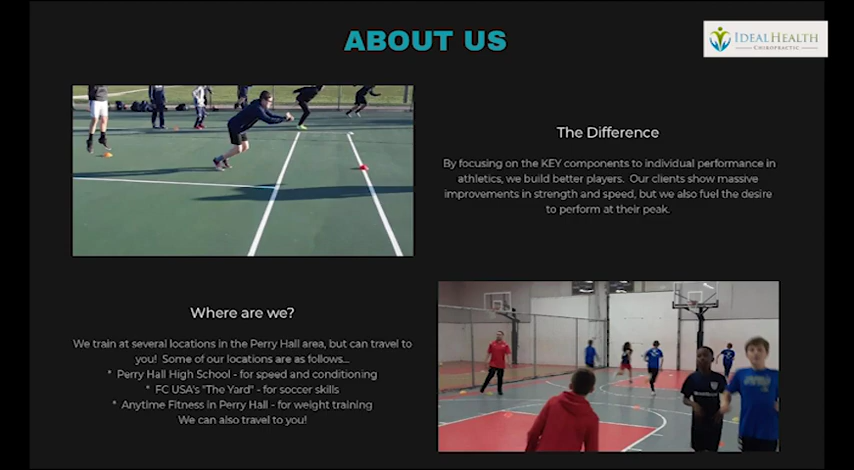 ABOUT US
IDEALHEALTH
CHIROPRACTIC
The Difference
By focusing on the KEY components to individual performance in
athletics, we build better players. Our clients show massive
improvements in strength and speed, but we also fuel the desire
to perform at their peak.
Where are we?
We train at several locations in the Perry Hall area, but can travel to
you! Some of our locations are as follows...
* Perry Hall High School - for speed and conditioning
* FC USA's "The Yard" - for soccer skills
* Anytime Fitness in Perry Hall - for weight training
We can also travel to you!